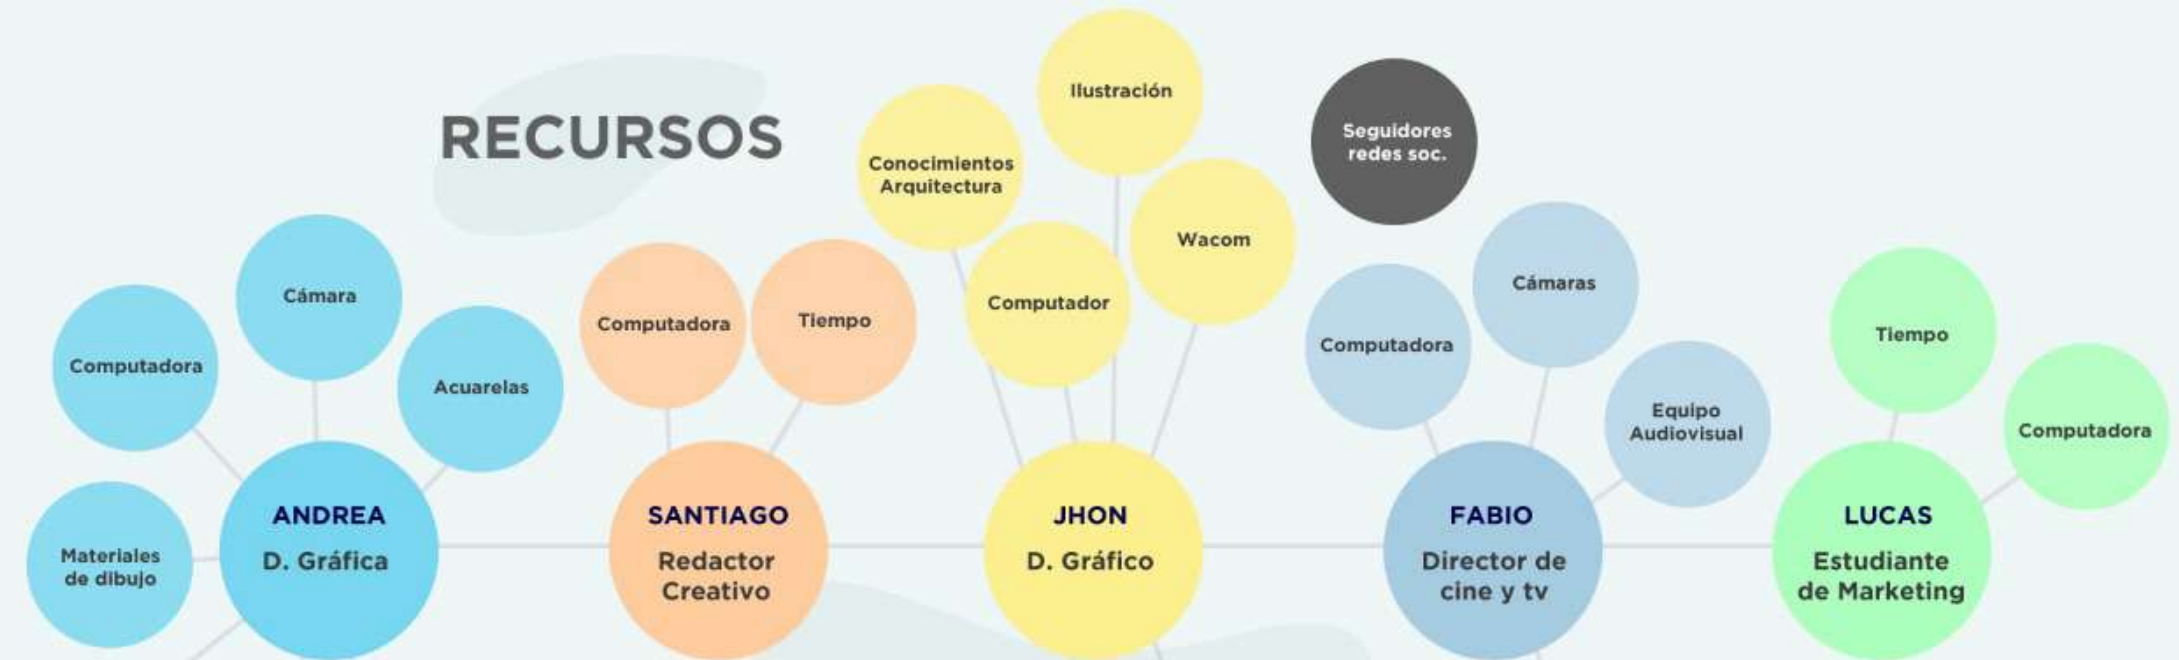 RECURSOS
Computadora
Cámara
Acuarelas
Materiales
de dibujo
ANDREA
D. Gráfica
Computadora
Tiempo
SANTIAGO
Redactor
Creativo
Conocimientos
Arquitectura
Ilustración
Computador
Wacom
JHON
D. Gráfico
Seguidores
redes soc.
Computadora
Cámaras
Equipo
Audiovisual
FABIO
Director de
cine y tv
Tiempo
Computadora
LUCAS
Estudiante
de Marketing